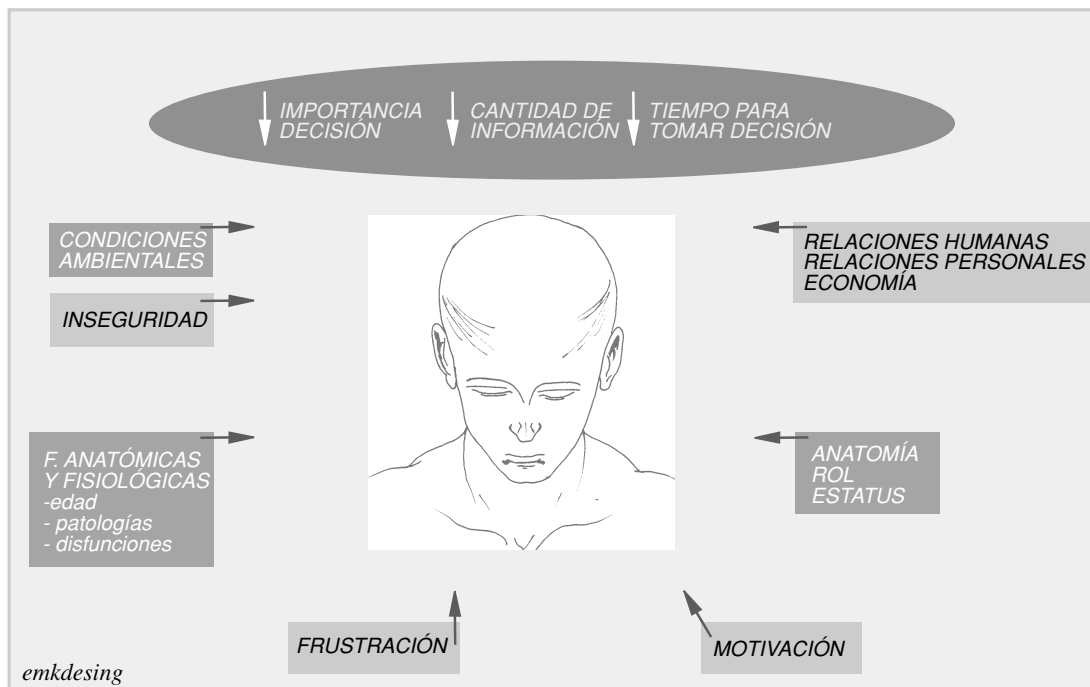 IMPORTANCIA
DECISIÓN
CANTIDAD DE
INFORMACIÓN
TIEMPO PARA
TOMAR DECISIÓN
CONDICIONES
AMBIENTALES
RELACIONES HUMANAS
RELACIONES PERSONALES
ECONOMÍA
INSEGURIDAD
F. ANATÓMICAS
Y FISIOLÓGICAS
-edad
- patologías
- disfunciones
ANATOMÍA
ROL
ESTATUS
FRUSTRACIÓN
MOTIVACIÓN
emkdesing